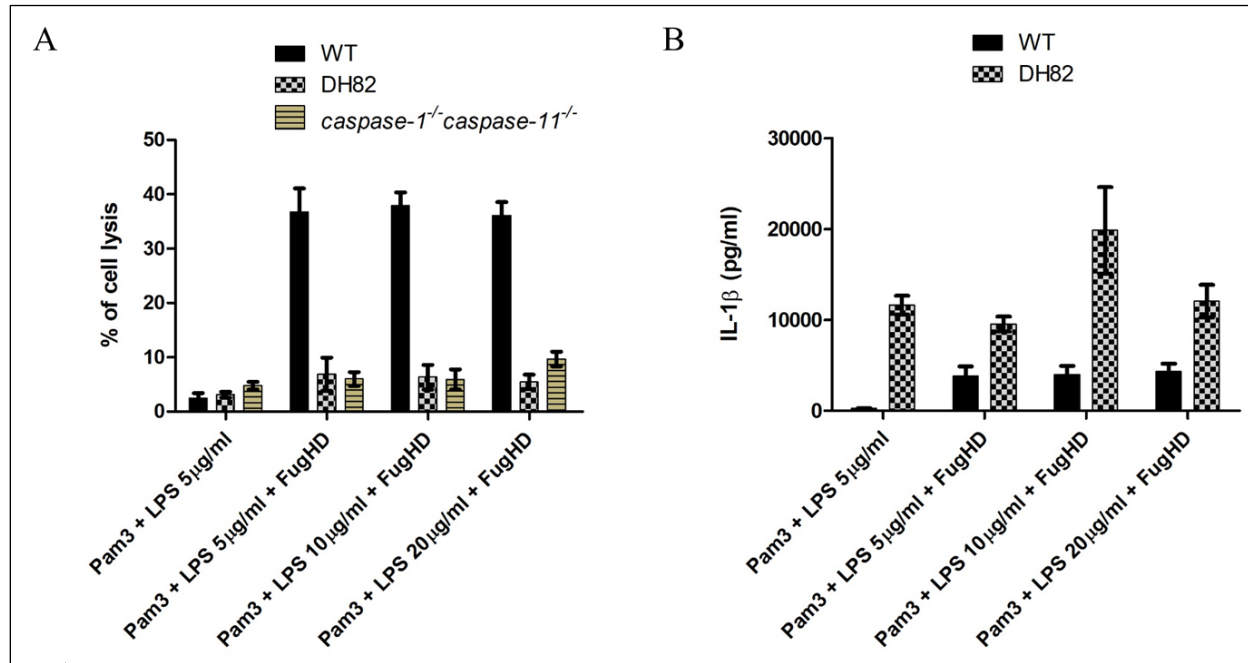 A
WT
DH82
caspase-1-/-caspase-11-/-
% of cell lysis
50
40
30
20
10
0
Pam3 + LPS 5µg/ml
Pam3 + LPS 5µg/ml + FugHD
Pam3 + LPS 10µg/ml + FugHD
Pam3 + LPS 20µg/ml + FugHD
B
WT
DH82
IL-1β (pg/ml)
30000
20000
10000
0
Pam3 + LPS 5µg/ml
Pam3 + LPS 5µg/ml + FugHD
Pam3 + LPS 10µg/ml + FugHD
Pam3 + LPS 20µg/ml + FugHD